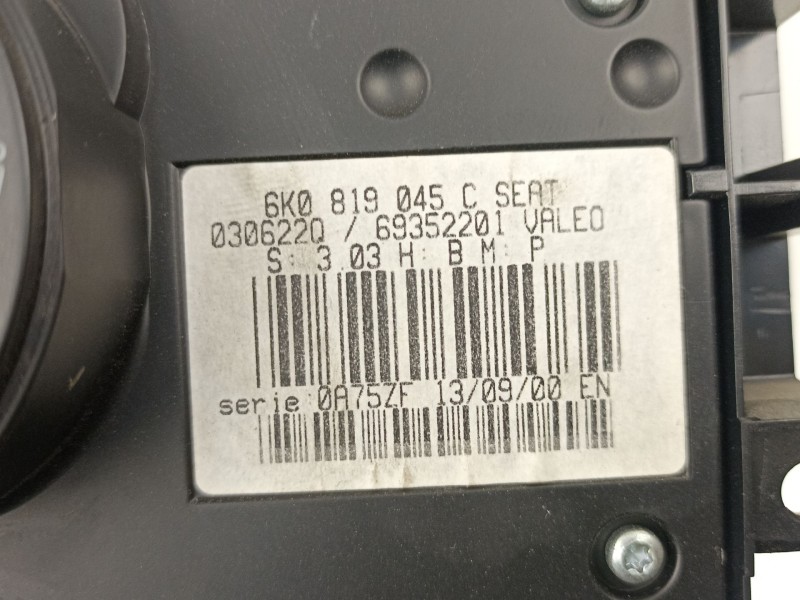 6K0 819 045 C SEAT
030622Q / 69352201 VALEO
S: 3.03 H: B M: P
serie:0A75ZF 13/09/00 EN